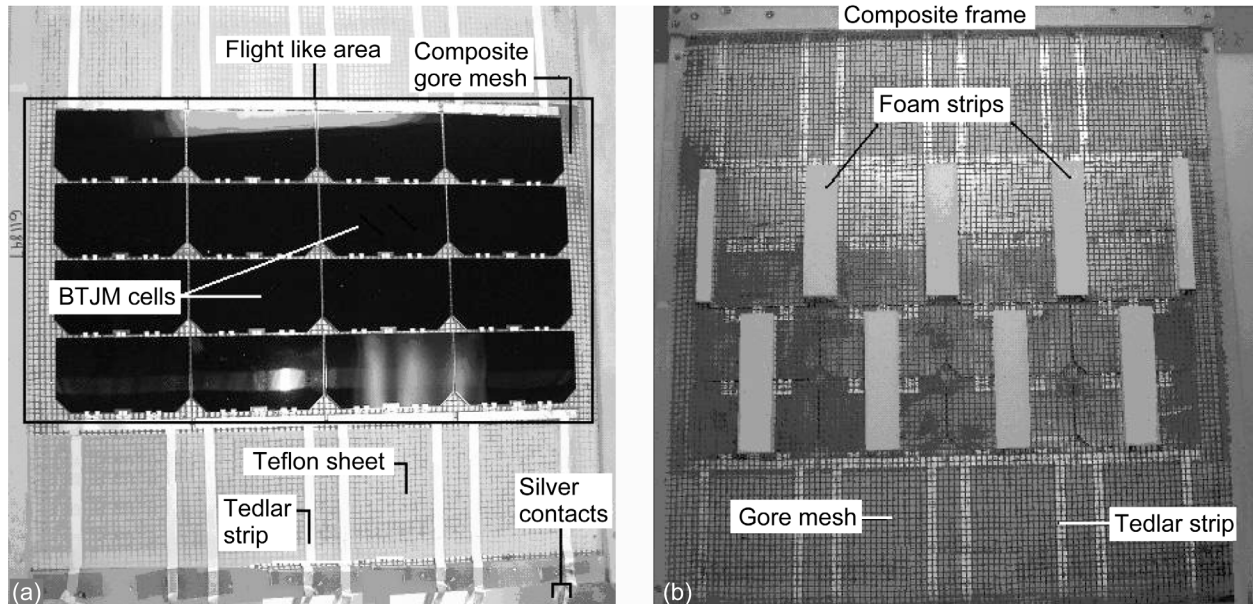 Flight like area
Composite
gore mesh
BTJM cells
Teflon sheet
Tedlar
strip
Silver
contacts
(a)
Composite frame
Foam strips
Gore mesh
Tedlar strip
(b)